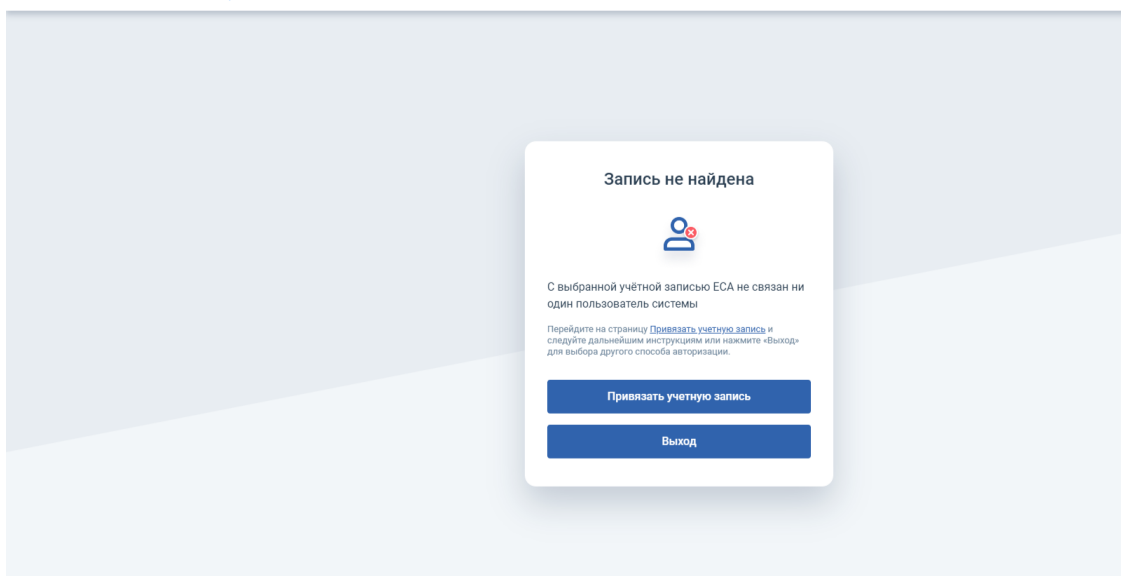 Запись не найдена
С выбранной учётной записью ЕСА не связан ни
один пользователь системы
Перейдите на страницу Привязать учетную запись и
следуйте дальнейшим инструкциям или нажмите «Выход»
для выбора другого способа авторизации.
Привязать учетную запись
Выход